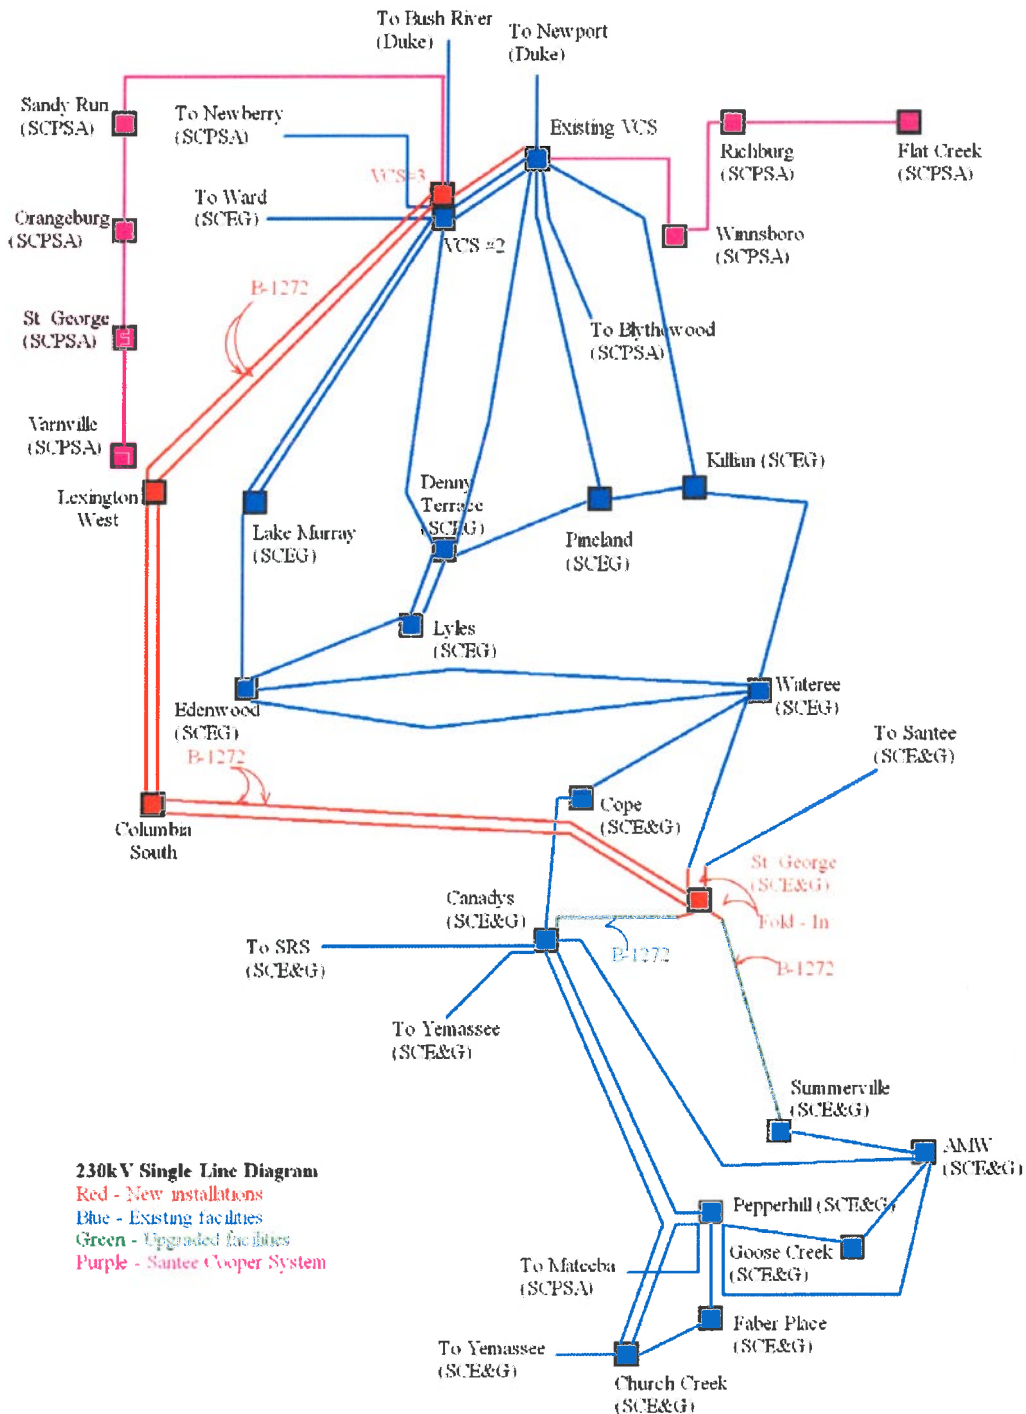 To Bush River
(Duke)
To Newport
(Duke)
Sandy Run
(SCPSA)
To Newberry
(SCPSA)
Existing VCS
Richburg
(SCPSA)
Flat Creek
(SCPSA)
VCS #3
To Ward
(SCEG)
Orangeburg
(SCPSA)
VCS #2
Winnsboro
(SCPSA)
B-1272
St George
(SCPSA)
To Blythewood
(SCPSA)
Varnville
(SCPSA)
Killian (SCEG)
Lexington
West
Denny
Terrace
(SCEG)
Lake Murray
(SCEG)
Pineland
(SCEG)
Lyles
(SCEG)
Edenwood
(SCEG)
Wateree
(SCEG)
To Santee
(SCE&G)
B-1272
Cope
(SCE&G)
Columbia
South
St George
(SCE&G)
Canadys
(SCE&G)
Fold - In
To SRS
(SCE&G)
B-1272
B-1272
To Yemassee
(SCE&G)
Summerville
(SCE&G)
AMW
(SCE&G)
230kV Single Line Diagram
Red - New installations
Blue - Existing facilities
Green - Upgraded facilities
Purple - Santee Cooper System
Pepperhill (SCE&G)
Goose Creek
(SCE&G)
To Mateeba
(SCPSA)
Faber Place
(SCE&G)
To Yemassee
(SCE&G)
Church Creek
(SCE&G)